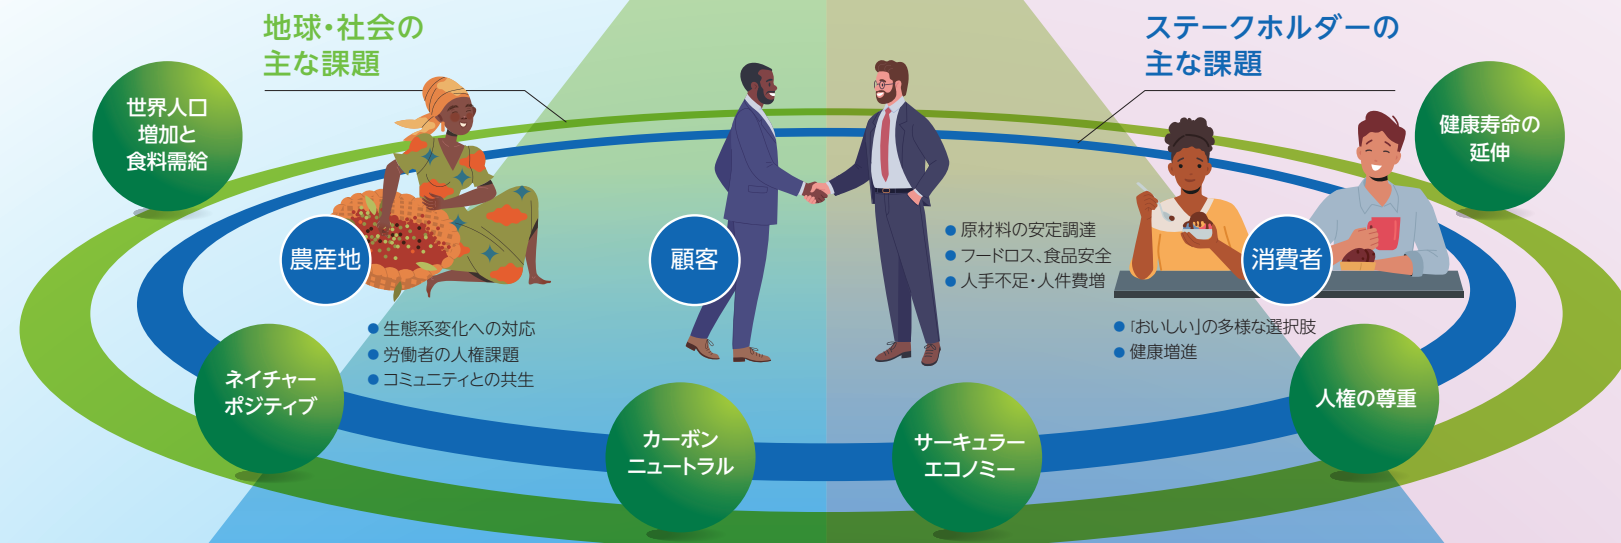 地球・社会の
主な課題
ステークホルダーの
主な課題
世界人口
増加と
食料需給
健康寿命の
延伸
農産地
顧客
消費者
● 原材料の安定調達
● フードロス、食品安全
● 人手不足・人件費増
● 生態系変化への対応
● 労働者の人権課題
● コミュニティとの共生
● 「おいしい」の多様な選択肢
● 健康増進
ネイチャー
ポジティブ
カーボン
ニュートラル
サーキュラー
エコノミー
人権の尊重